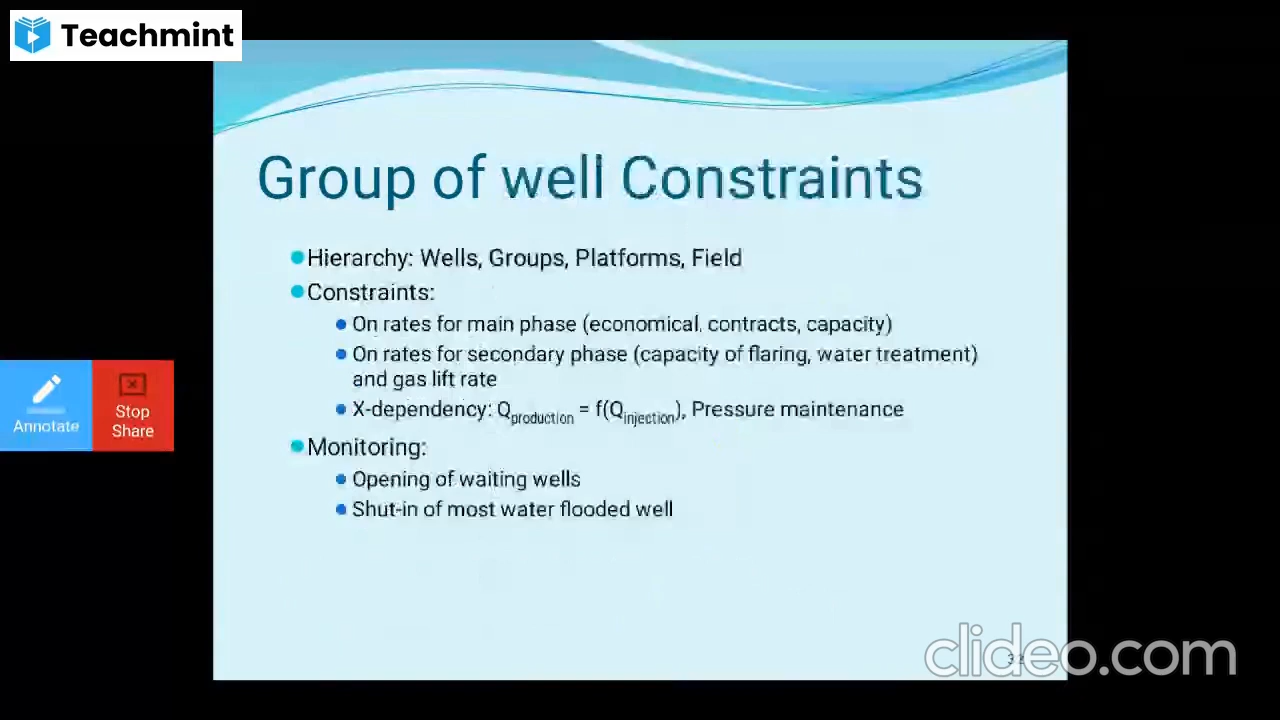 Teachmint
Group of well Constraints
Hierarchy: Wells, Groups, Platforms, Field
Constraints:
On rates for main phase (economical, contracts, capacity)
On rates for secondary phase (capacity of flaring, water treatment)
and gas lift rate
X-dependency: Qproduction = f(Qinjection), Pressure maintenance
Monitoring:
Opening of waiting wells
Shut-in of most water flooded well
Annotate
Stop
Share
clideo.com